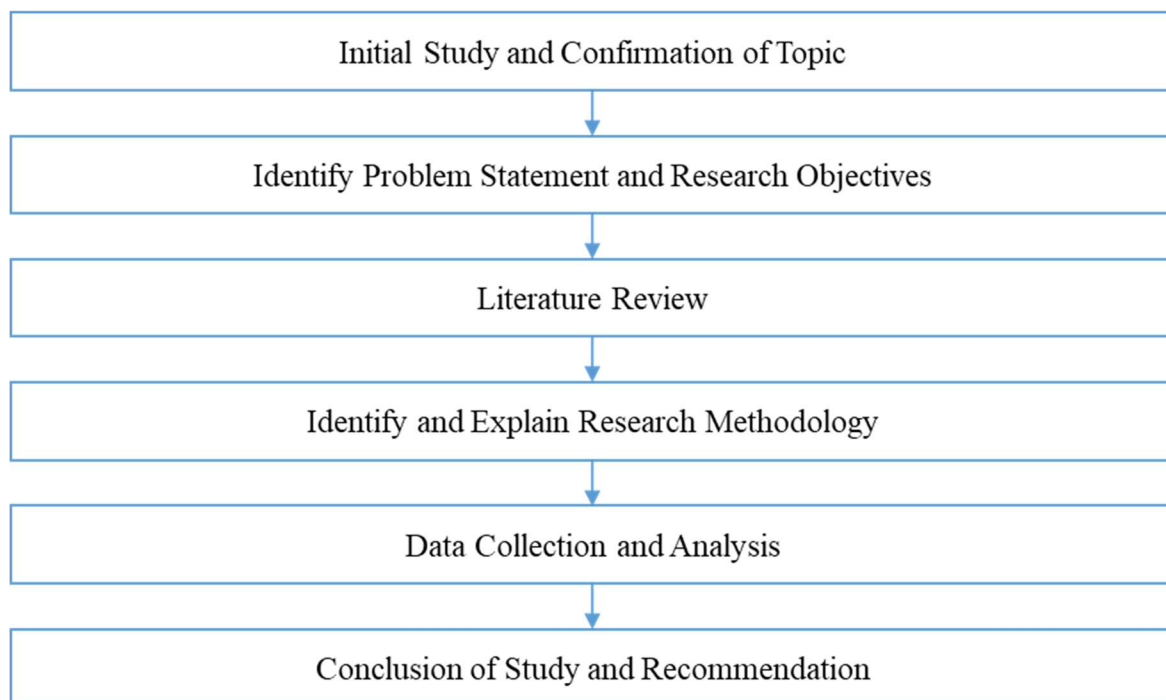 Initial Study and Confirmation of Topic
Identify Problem Statement and Research Objectives
Literature Review
Identify and Explain Research Methodology
Data Collection and Analysis
Conclusion of Study and Recommendation